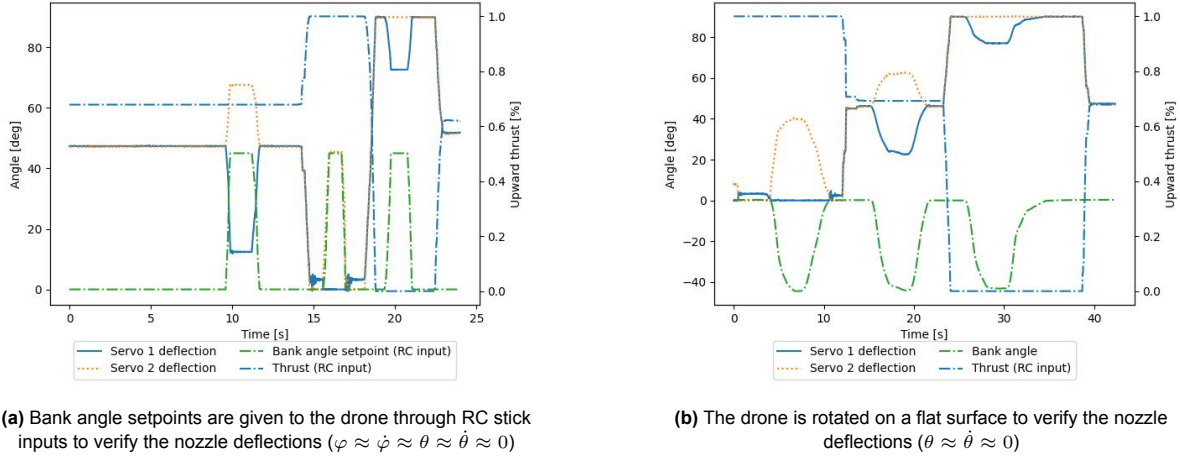 80
60
40
20
0
Angle [deg]
1.0
0.8
0.6
0.4
0.2
0.0
Upward thrust [%]
0 5 10 15 20 25
Time [s]
Servo 1 deflection
Servo 2 deflection
Bank angle setpoint (RC input)
Thrust (RC input)
(a) Bank angle setpoints are given to the drone through RC stick
inputs to verify the nozzle deflections (φ ≈ φ̇ ≈ θ ≈ θ̇ ≈ 0)
80
60
40
20
0
−20
−40
Angle [deg]
1.0
0.8
0.6
0.4
0.2
0.0
Upward thrust [%]
0 10 20 30 40
Time [s]
Servo 1 deflection
Servo 2 deflection
Bank angle
Thrust (RC input)
(b) The drone is rotated on a flat surface to verify the nozzle
deflections (θ ≈ θ̇ ≈ 0)